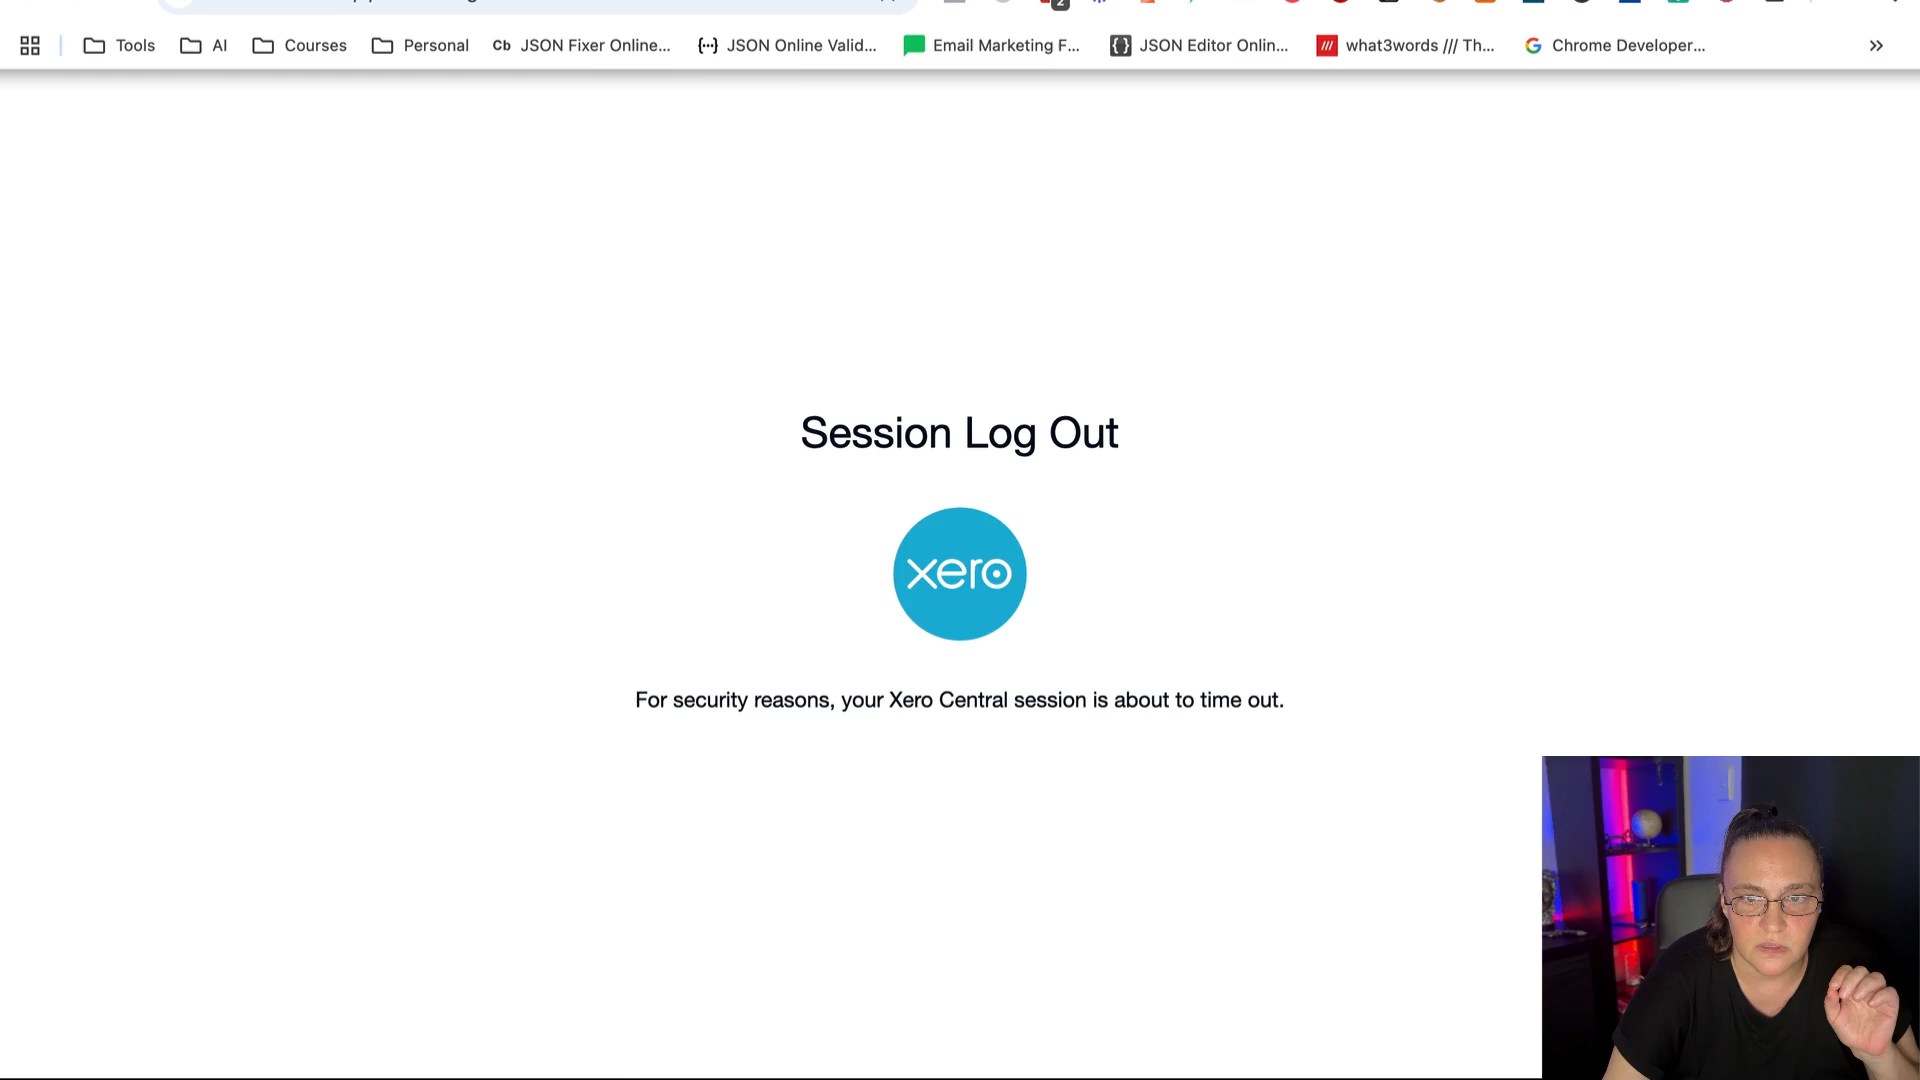 2
Tools AI Courses Personal Cb JSON Fixer Online... {··} JSON Online Valid... Email Marketing F... {} JSON Editor Onlin... /// what3words /// Th... G Chrome Developer... »
Session Log Out
xero
For security reasons, your Xero Central session is about to time out.